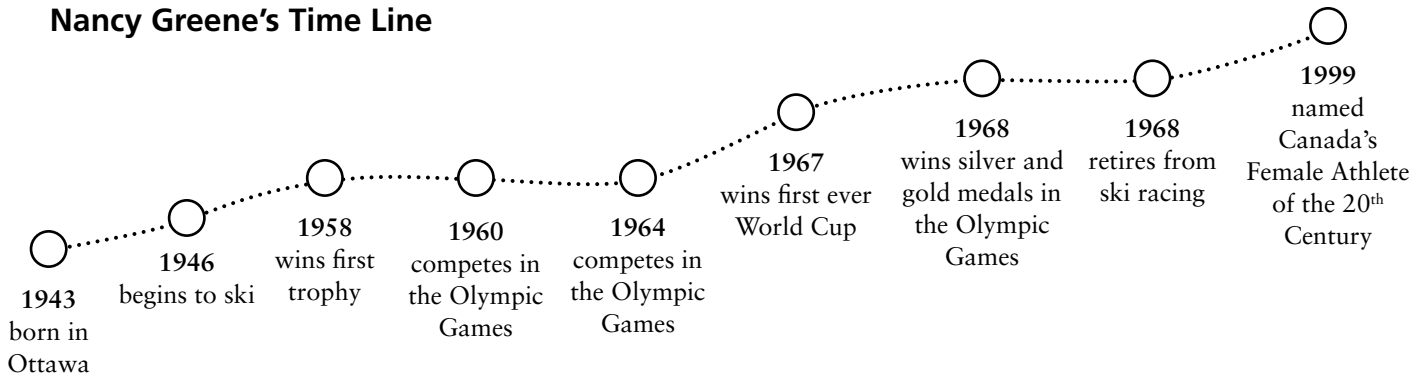 Nancy Greene's Time Line
1943
born in
Ottawa
1946
begins to ski
1958
wins first
trophy
1960
competes in
the Olympic
Games
1964
competes in
the Olympic
Games
1967
wins first ever
World Cup
1968
wins silver and
gold medals in
the Olympic
Games
1968
retires from
ski racing
1999
named
Canada's
Female Athlete
of the 20th
Century